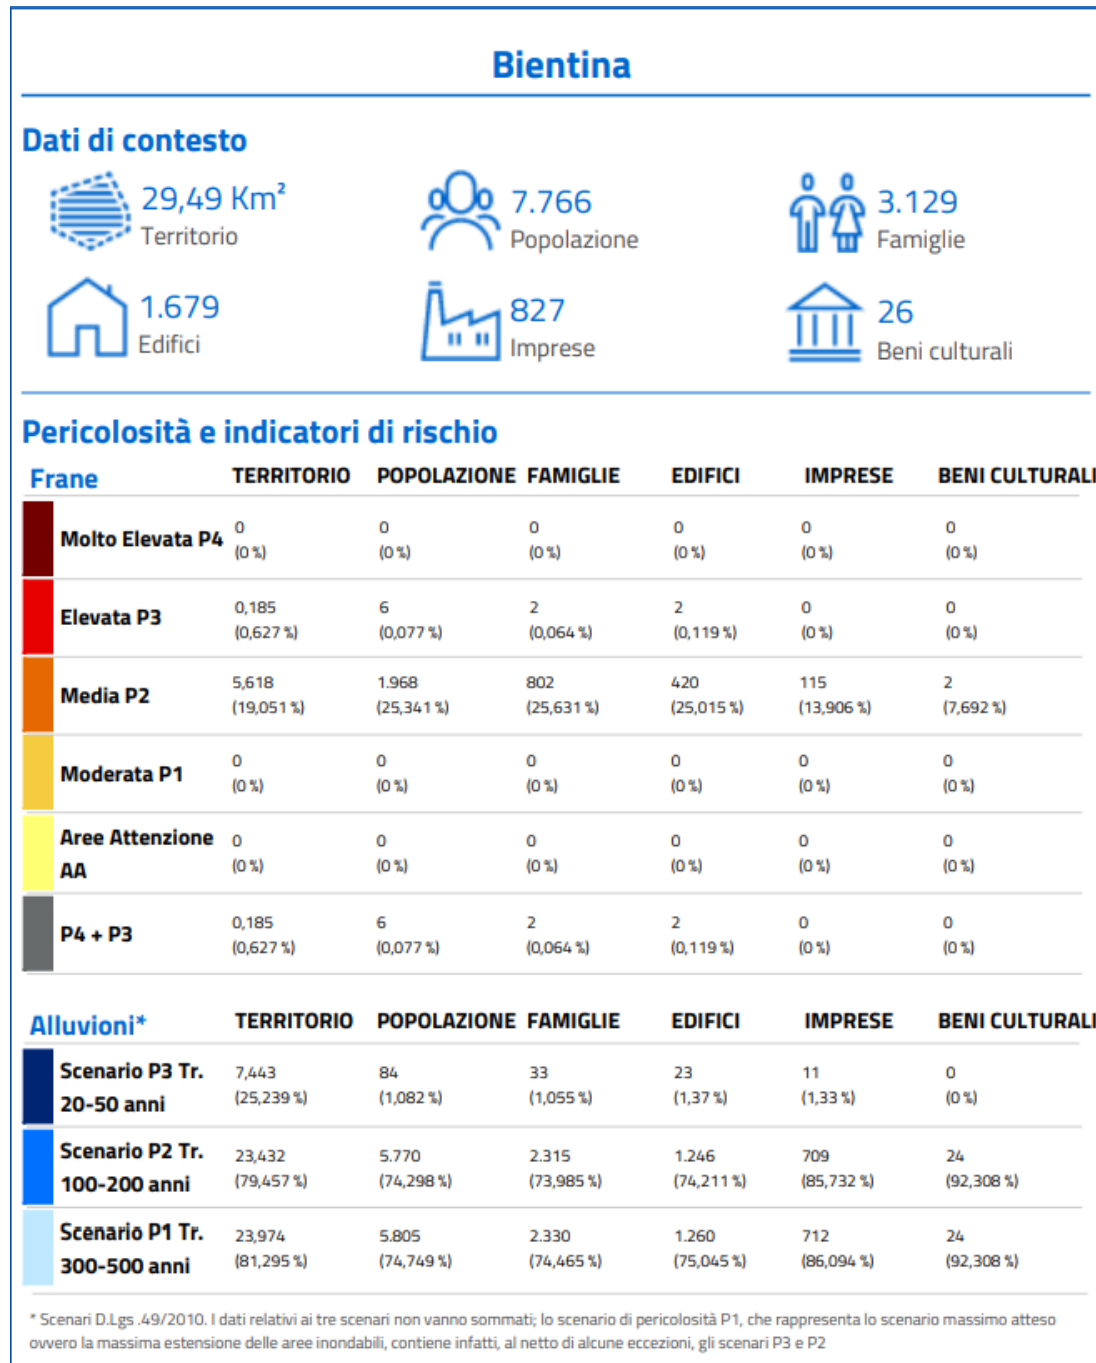 Bientina
Dati di contesto
29,49 Km² 7.766 3.129
Territorio Popolazione Famiglie
1.679 827 26
Edifici Imprese Beni culturali
Pericolosità e indicatori di rischio
Frane TERRITORIO POPOLAZIONE FAMIGLIE EDIFICI IMPRESE BENI CULTURALI
Molto Elevata P4 0 0 0 0 0 0
(0 %) (0 %) (0 %) (0 %) (0 %) (0 %)
Elevata P3 0,185 6 2 2 0 0
(0,627 %) (0,077 %) (0,064 %) (0,119 %) (0 %) (0 %)
Media P2 5,618 1.968 802 420 115 2
(19,051 %) (25,341 %) (25,631 %) (25,015 %) (13,906 %) (7,692 %)
Moderata P1 0 0 0 0 0 0
(0 %) (0 %) (0 %) (0 %) (0 %) (0 %)
Aree Attenzione 0 0 0 0 0 0
AA (0 %) (0 %) (0 %) (0 %) (0 %) (0 %)
P4 + P3 0,185 6 2 2 0 0
(0,627 %) (0,077 %) (0,064 %) (0,119 %) (0 %) (0 %)
Alluvioni* TERRITORIO POPOLAZIONE FAMIGLIE EDIFICI IMPRESE BENI CULTURALI
Scenario P3 Tr. 7,443 84 33 23 11 0
20-50 anni (25,239 %) (1,082 %) (1,055 %) (1,37 %) (1,33 %) (0 %)
Scenario P2 Tr. 23,432 5.770 2.315 1.246 709 24
100-200 anni (79,457 %) (74,298 %) (73,985 %) (74,211 %) (85,732 %) (92,308 %)
Scenario P1 Tr. 23,974 5.805 2.330 1.260 712 24
300-500 anni (81,295 %) (74,749 %) (74,465 %) (75,045 %) (86,094 %) (92,308 %)
* Scenari D.Lgs .49/2010. I dati relativi ai tre scenari non vanno sommati; lo scenario di pericolosità P1, che rappresenta lo scenario massimo atteso
ovvero la massima estensione delle aree inondabili, contiene infatti, al netto di alcune eccezioni, gli scenari P3 e P2